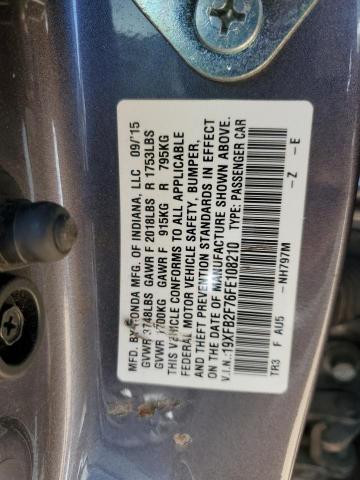 MFD. BY HONDA MFG. OF INDIANA, LLC 09/'15
GVWR 3748LBS GAWR F 2018LBS R 1753LBS
GVWR 1700KG GAWR F 915KG R 795KG
THIS VEHICLE CONFORMS TO ALL APPLICABLE
FEDERAL MOTOR VEHICLE SAFETY, BUMPER,
AND THEFT PREVENTION STANDARDS IN EFFECT
ON THE DATE OF MANUFACTURE SHOWN ABOVE.
V.I.N.:19XFB2F76FE108210 TYPE: PASSENGER CAR
TR3 F AU5 -NH797M -Z -E